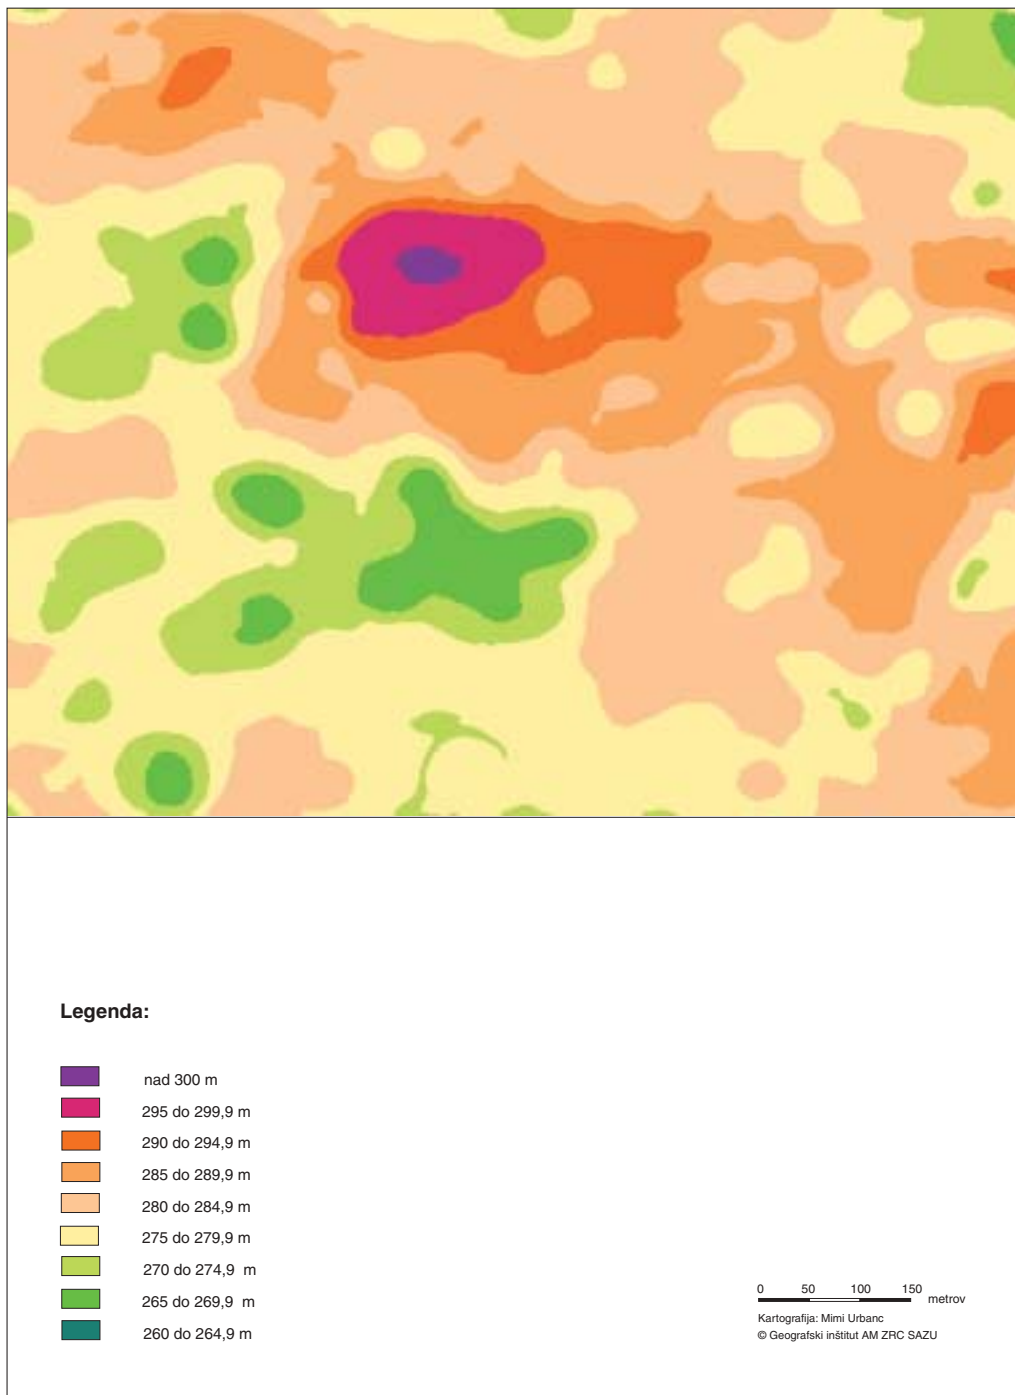 Legenda:
nad 300 m
295 do 299,9 m
290 do 294,9 m
285 do 289,9 m
280 do 284,9 m
275 do 279,9 m
270 do 274,9 m
265 do 269,9 m
260 do 264,9 m
0 50 100 150
metrov
Kartografija: Mimi Urbanc
© Geografski inštitut AM ZRC SAZU